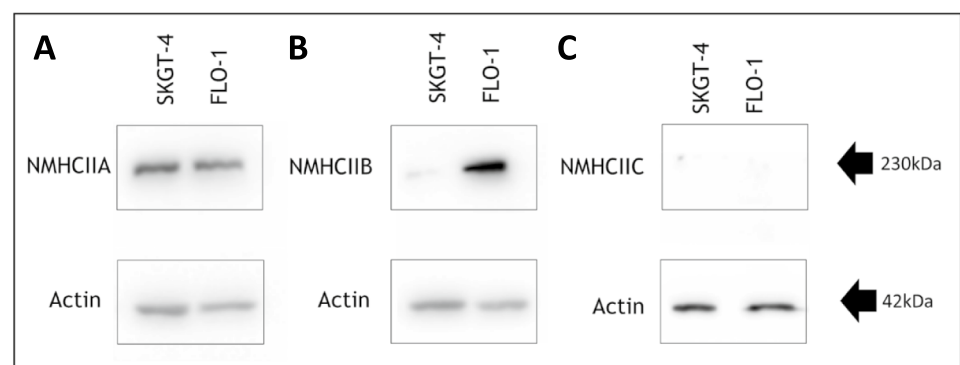 A
SKGT-4
FLO-1
B
SKGT-4
FLO-1
C
SKGT-4
FLO-1
NMHCIIA
NMHCIIB
NMHCIIC
230kDa
Actin
Actin
Actin
42kDa